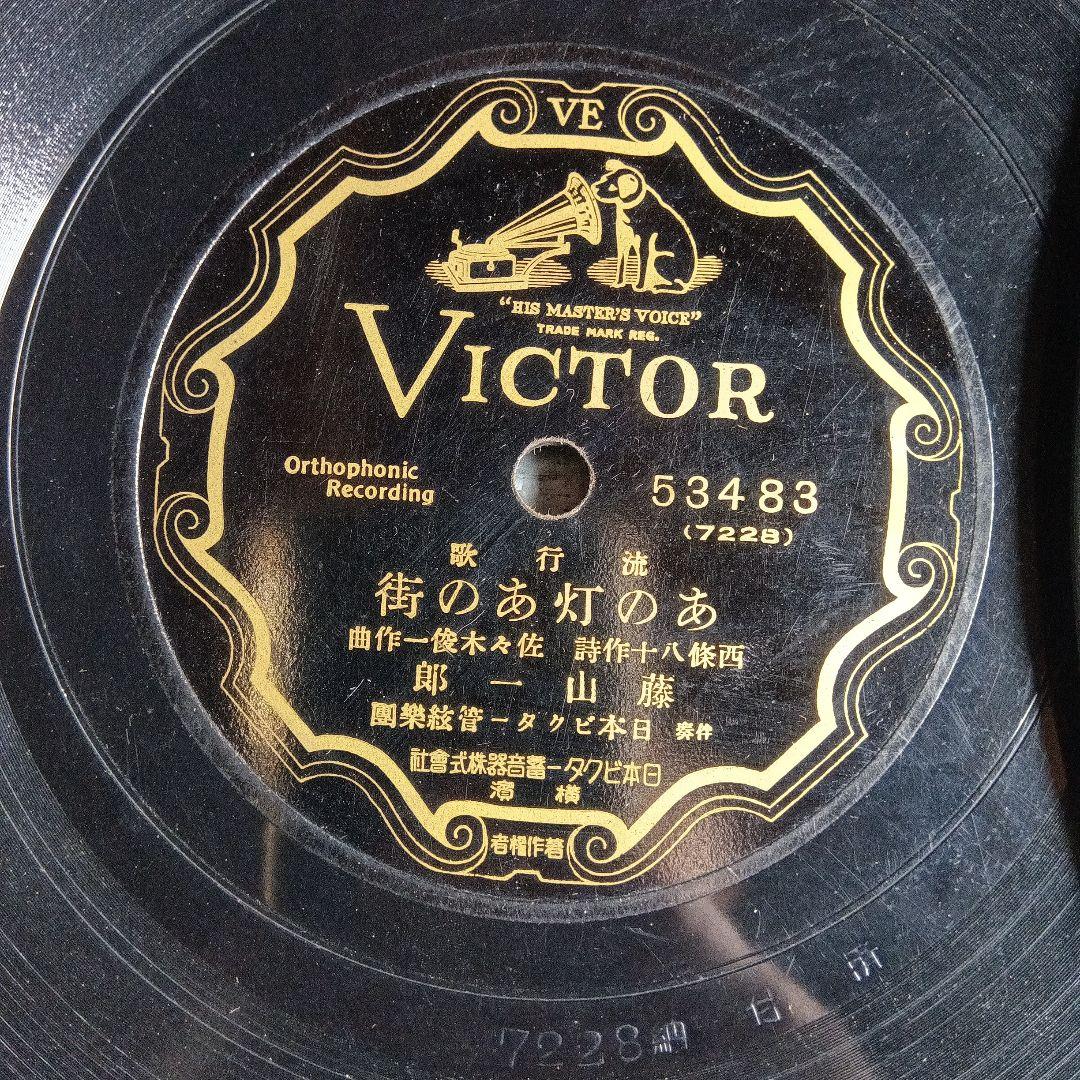 VE
"HIS MASTER'S VOICE"
TRADE MARK REG.
VICTOR
Orthophonic
Recording
53483
(7228)
流行歌
あの灯あの街
西條八十作詩 佐々木俊一作曲
藤山一郎
伴奏 日本ビクター管絃樂團
日本ビクター蓄音器株式會社
横濱
著作権者
7228